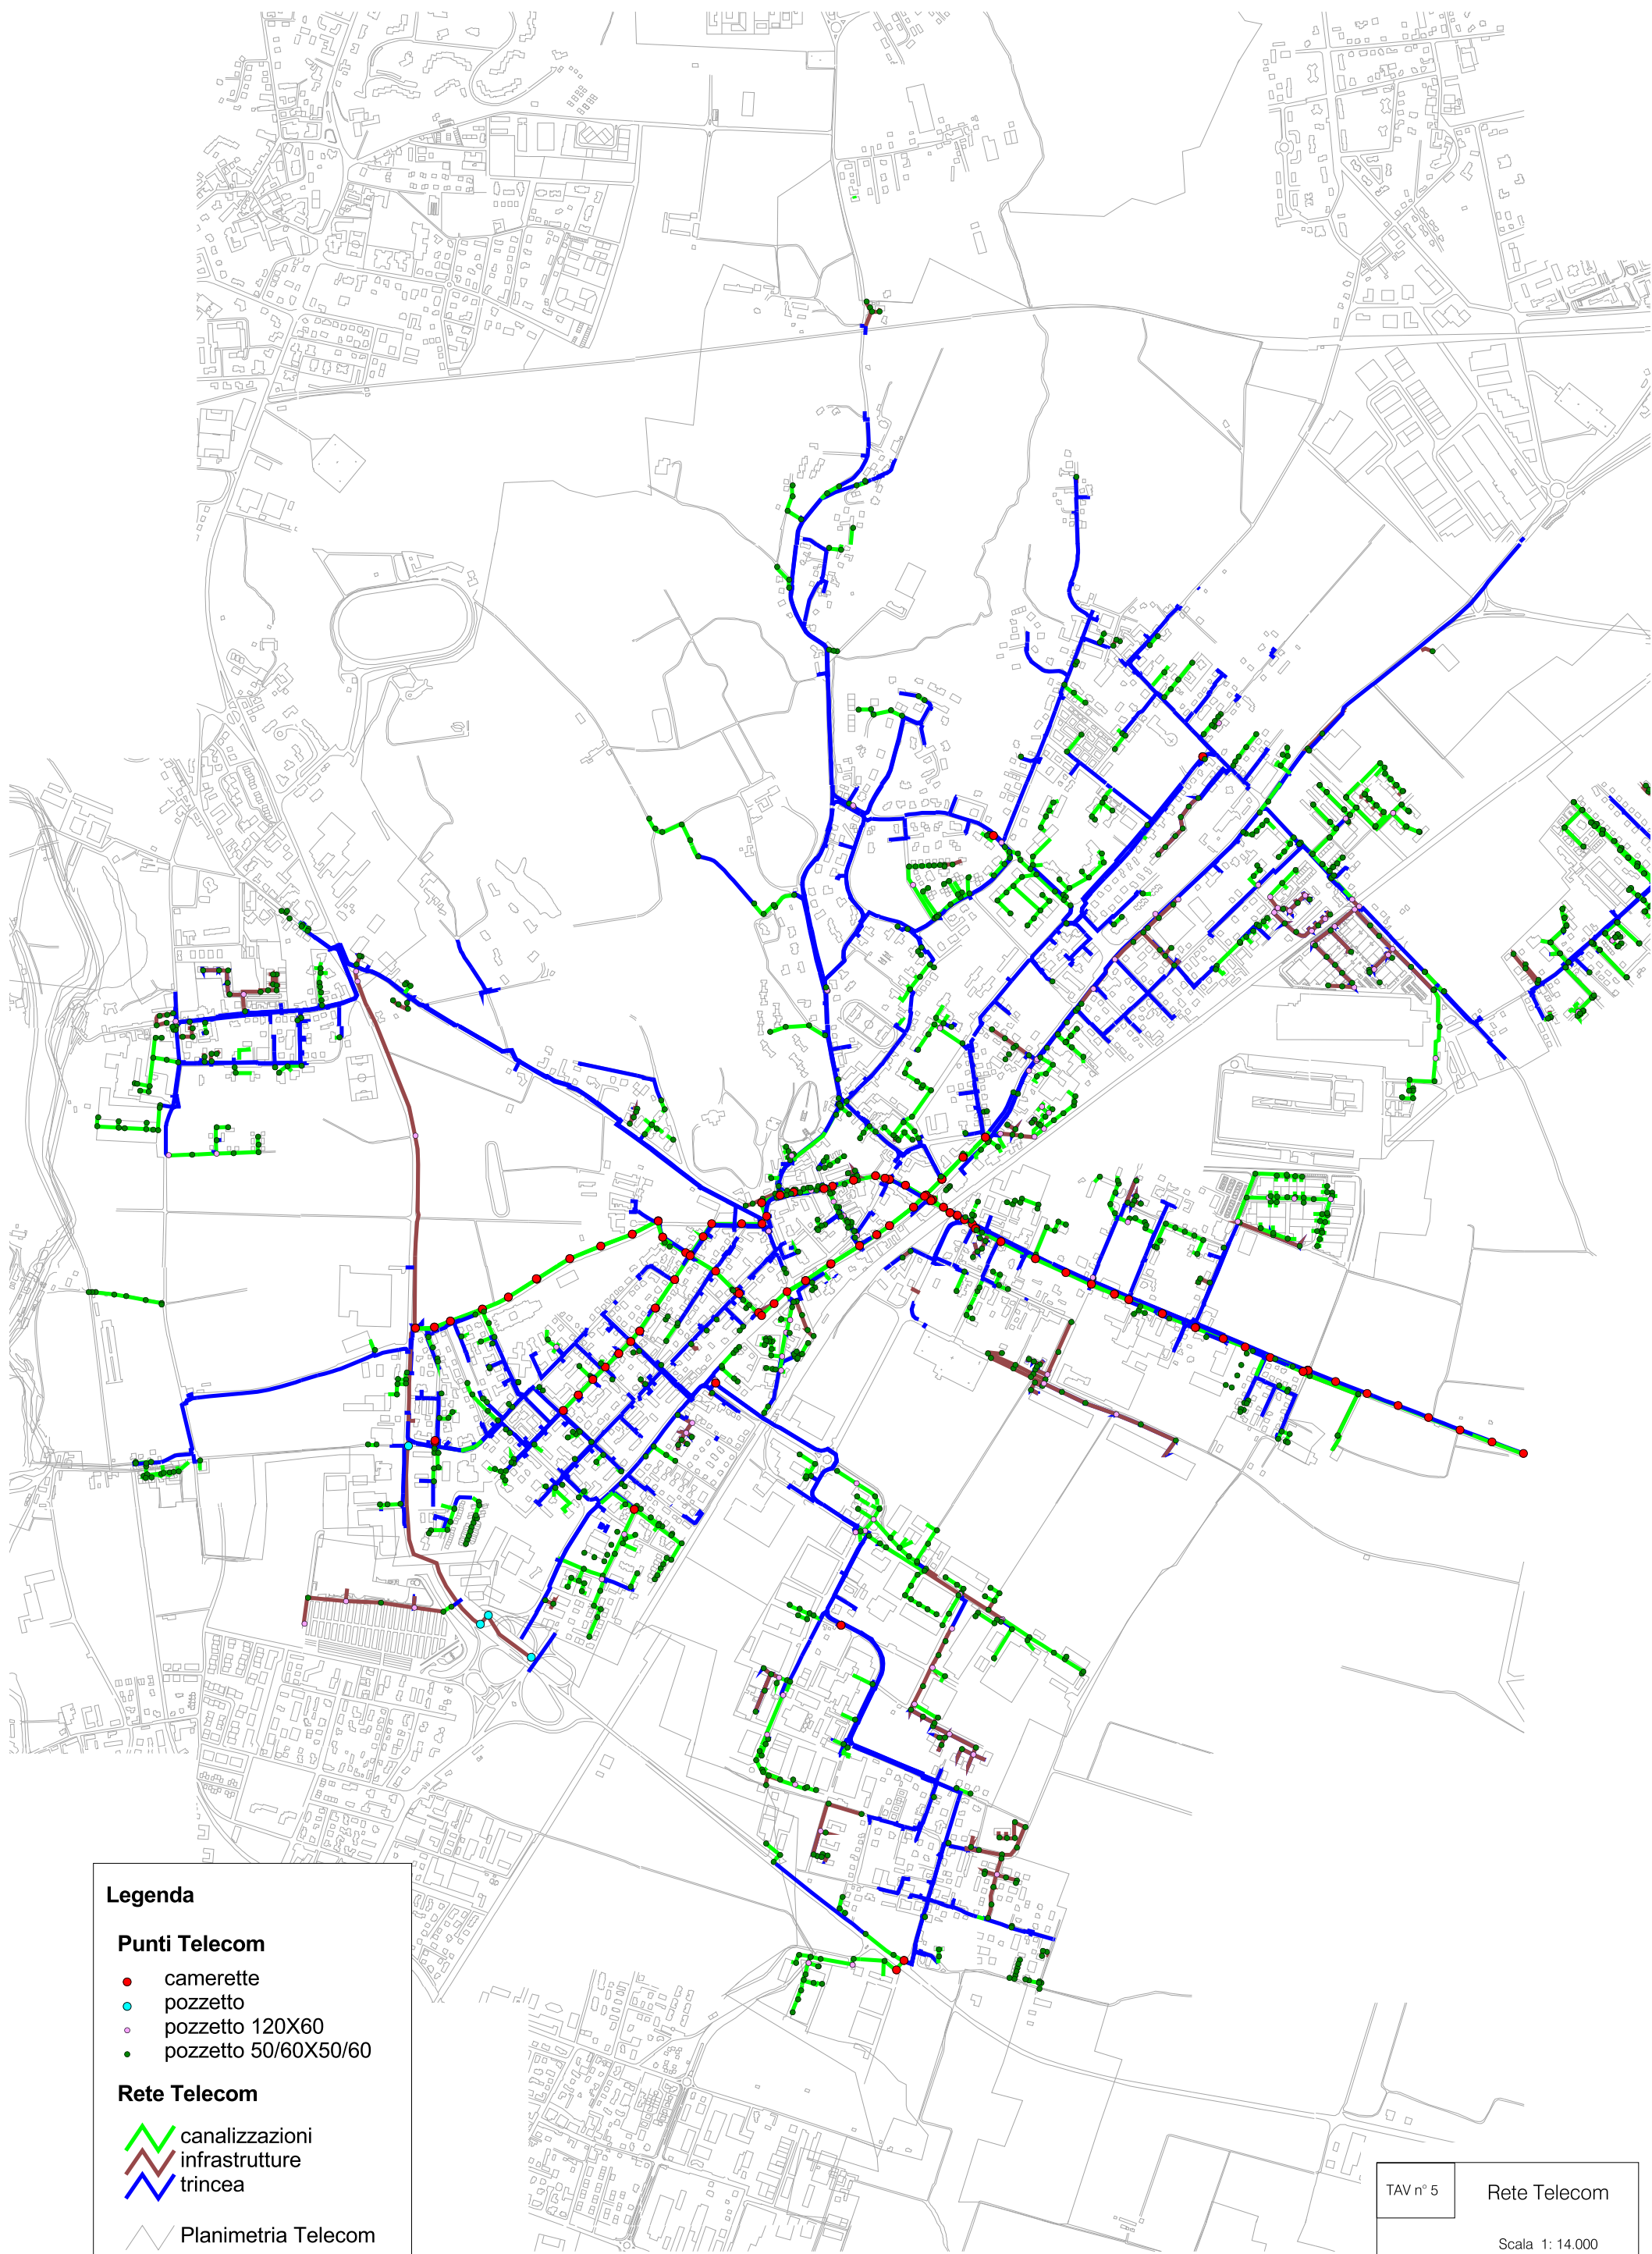 Legenda
Punti Telecom
camerette
pozzetto
pozzetto 120X60
pozzetto 50/60X50/60
Rete Telecom
canalizzazioni
infrastrutture
trincea
Planimetria Telecom
TAV n° 5
Rete Telecom
Scala 1: 14.000